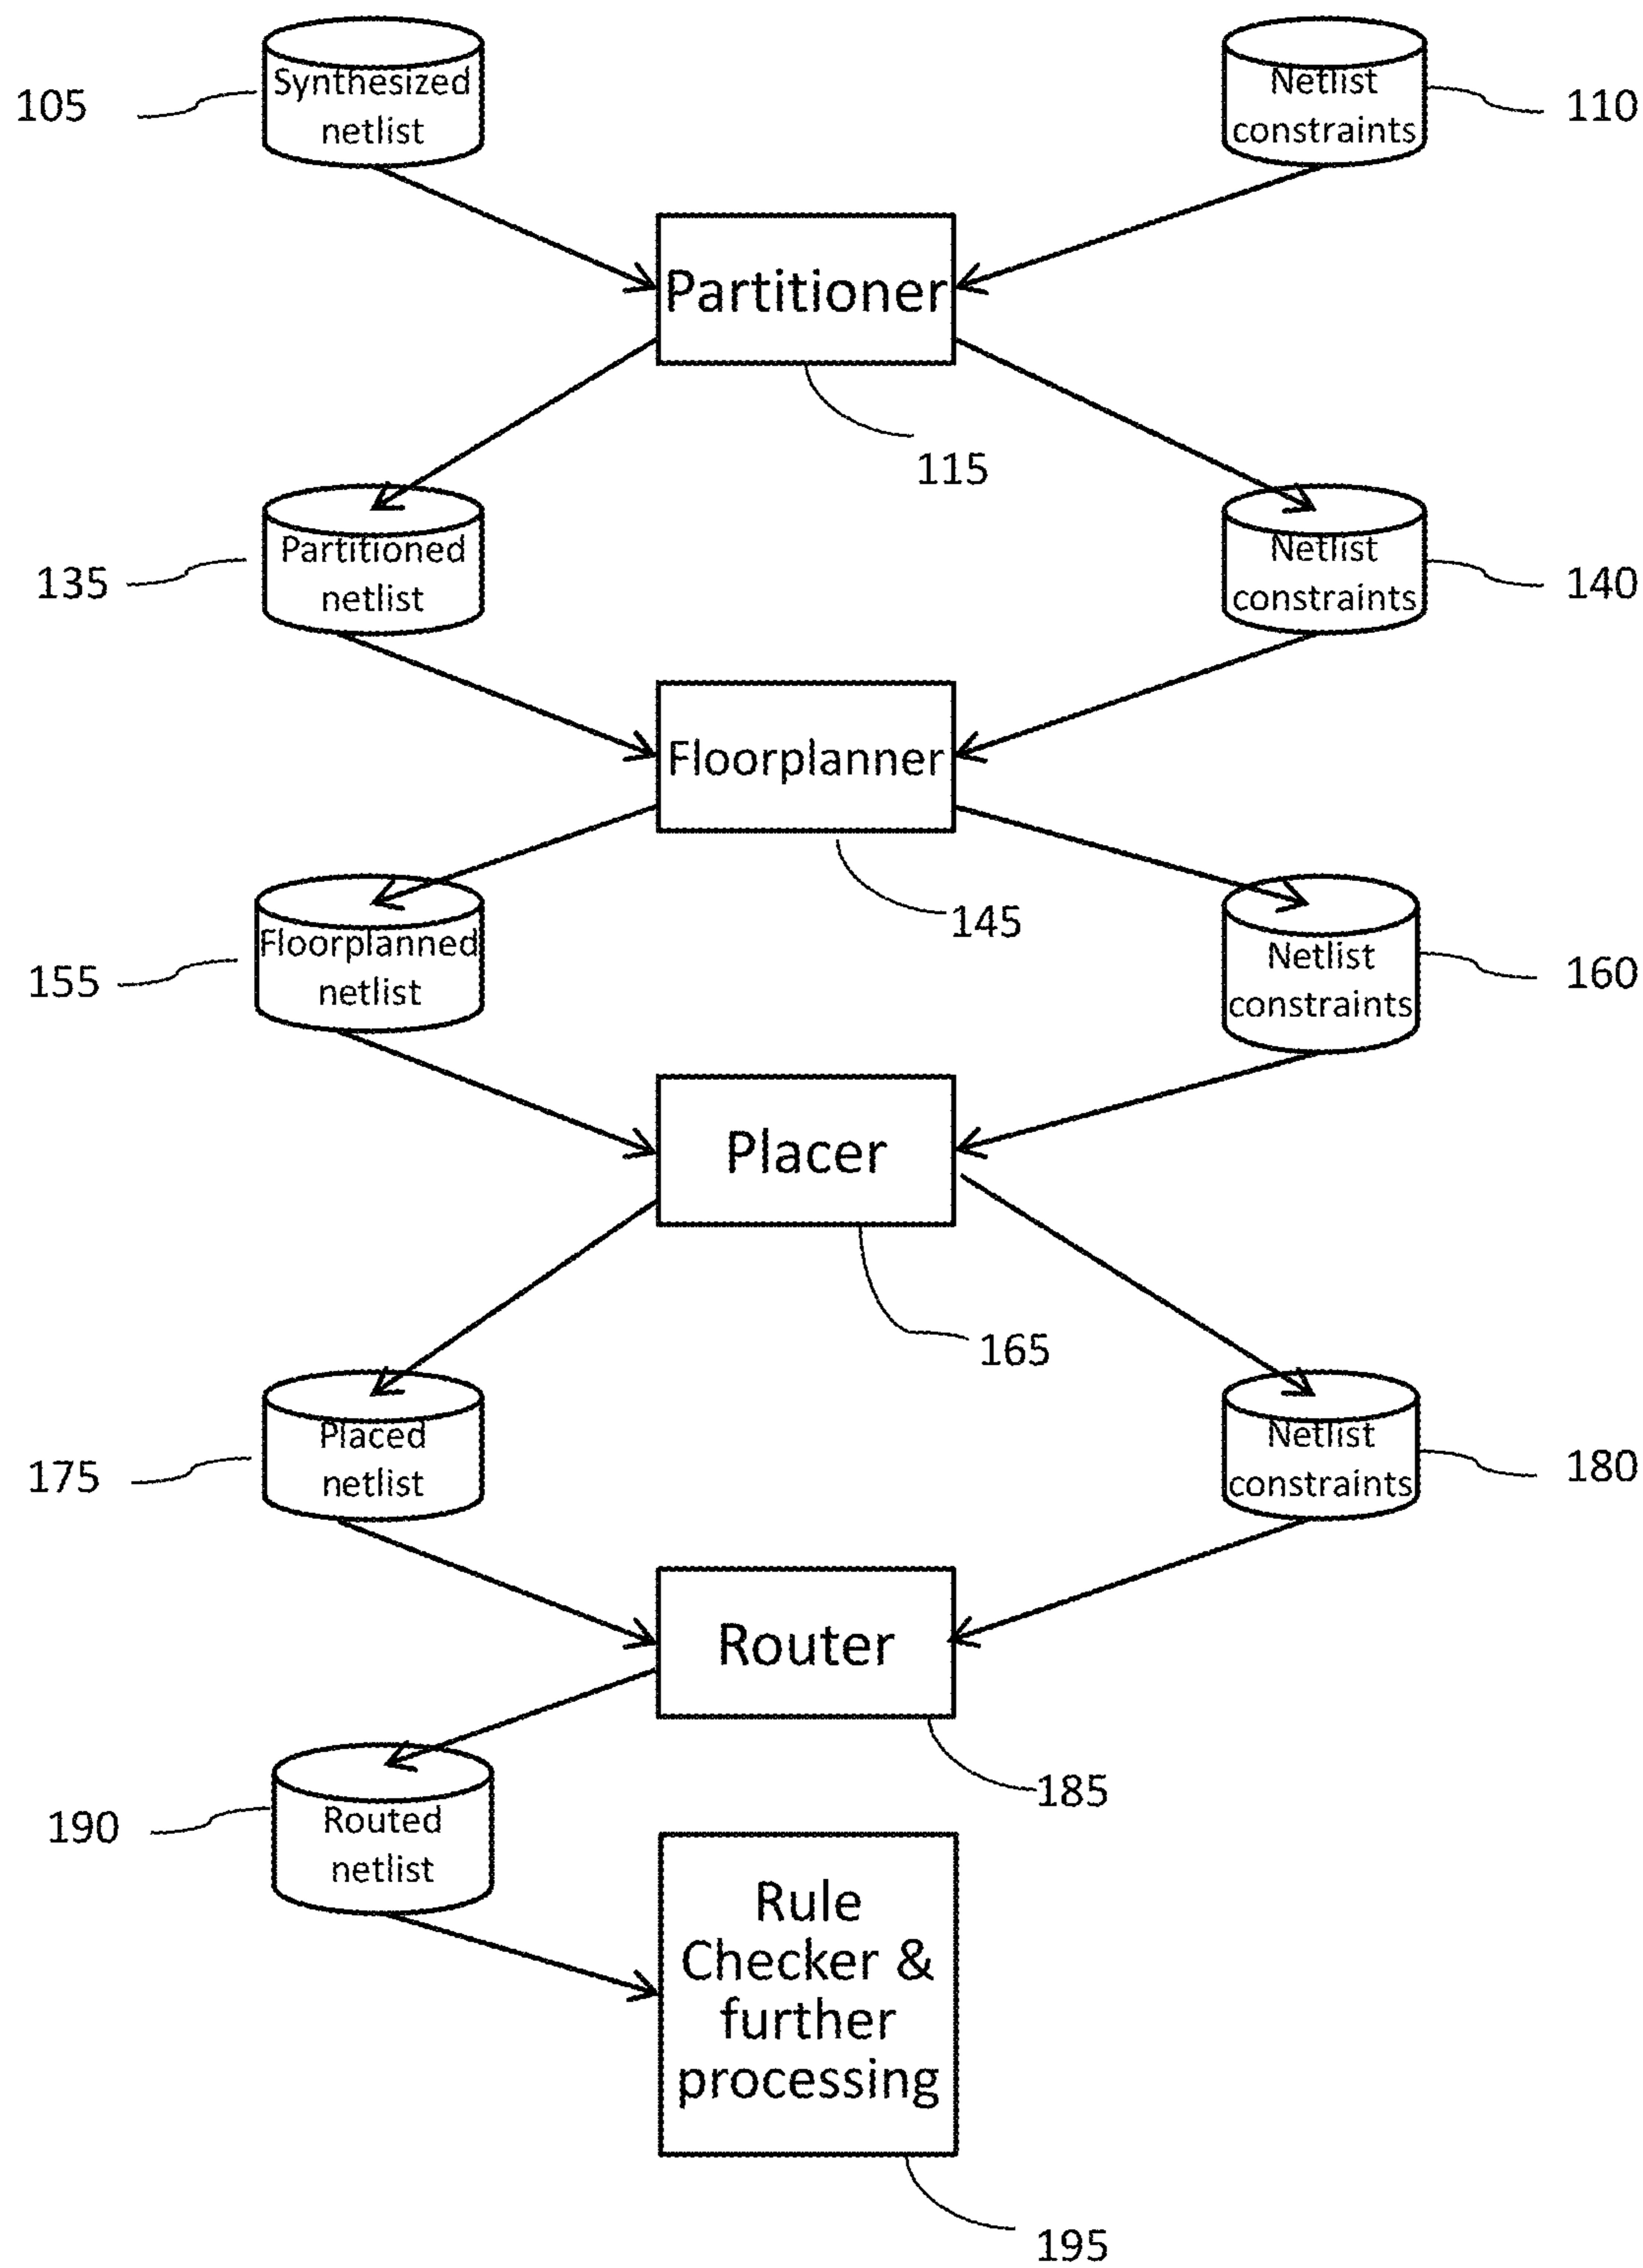 Synthesized
netlist
105
Netlist
constraints
110
Partitioner
115
Partitioned
netlist
135
Netlist
constraints
140
Floorplanner
145
Floorplanned
netlist
155
Netlist
constraints
160
Placer
165
Placed
netlist
175
Netlist
constraints
180
Router
185
Routed
netlist
190
Rule
Checker &
further
processing
195